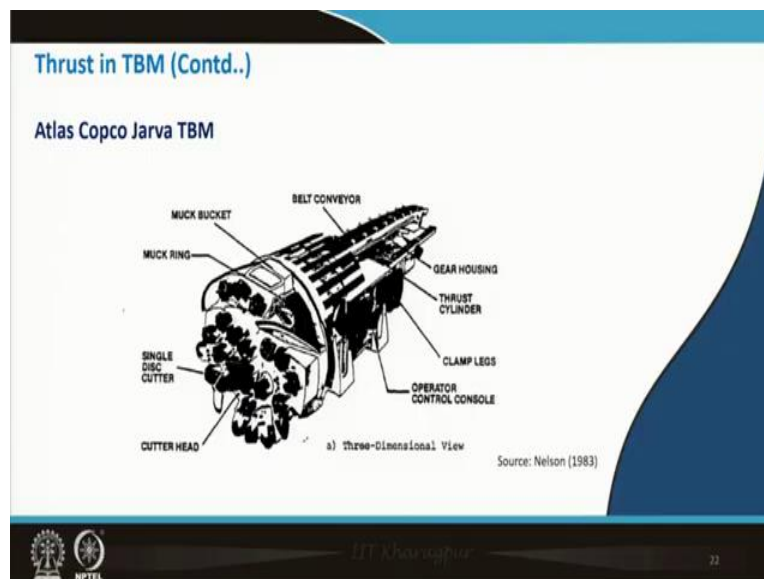 Thrust in TBM (Contd..)
Atlas Copco Jarva TBM
BELT CONVEYOR
MUCK BUCKET
MUCK RING
GEAR HOUSING
THRUST
CYLINDER
SINGLE
DISC
CUTTER
CLAMP LEGS
OPERATOR
CONTROL CONSOLE
CUTTER HEAD
a) Three-Dimensional View
Source: Nelson (1983)
IIT Kharagpur
NPTEL
22